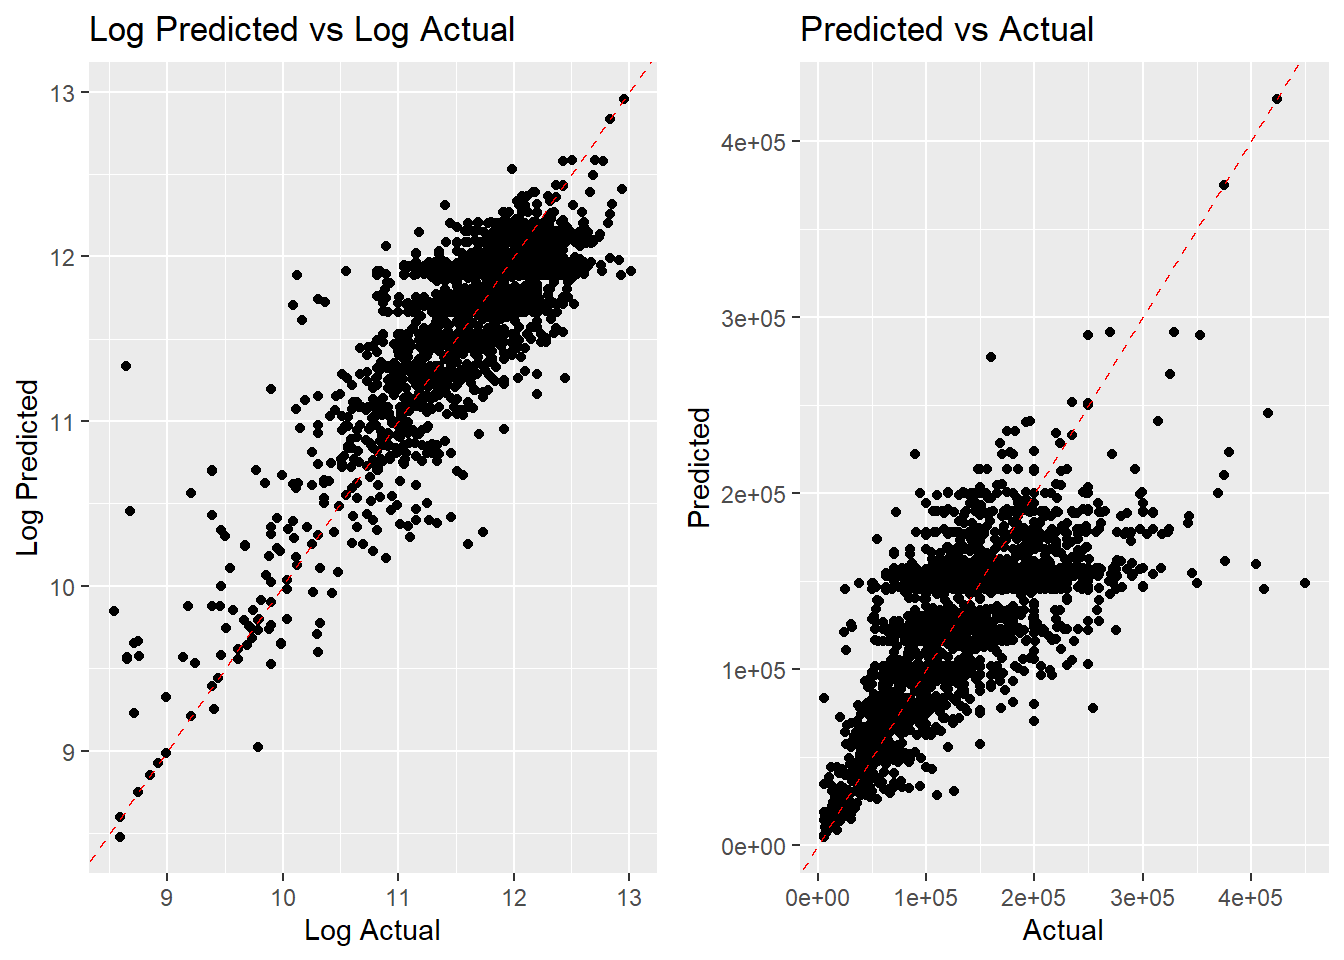 Log Predicted vs Log Actual
13
12
11
10
9
Log Predicted
9 10 11 12 13
Log Actual
Predicted vs Actual
4e+05
3e+05
2e+05
1e+05
0e+00
Predicted
0e+00 1e+05 2e+05 3e+05 4e+05
Actual